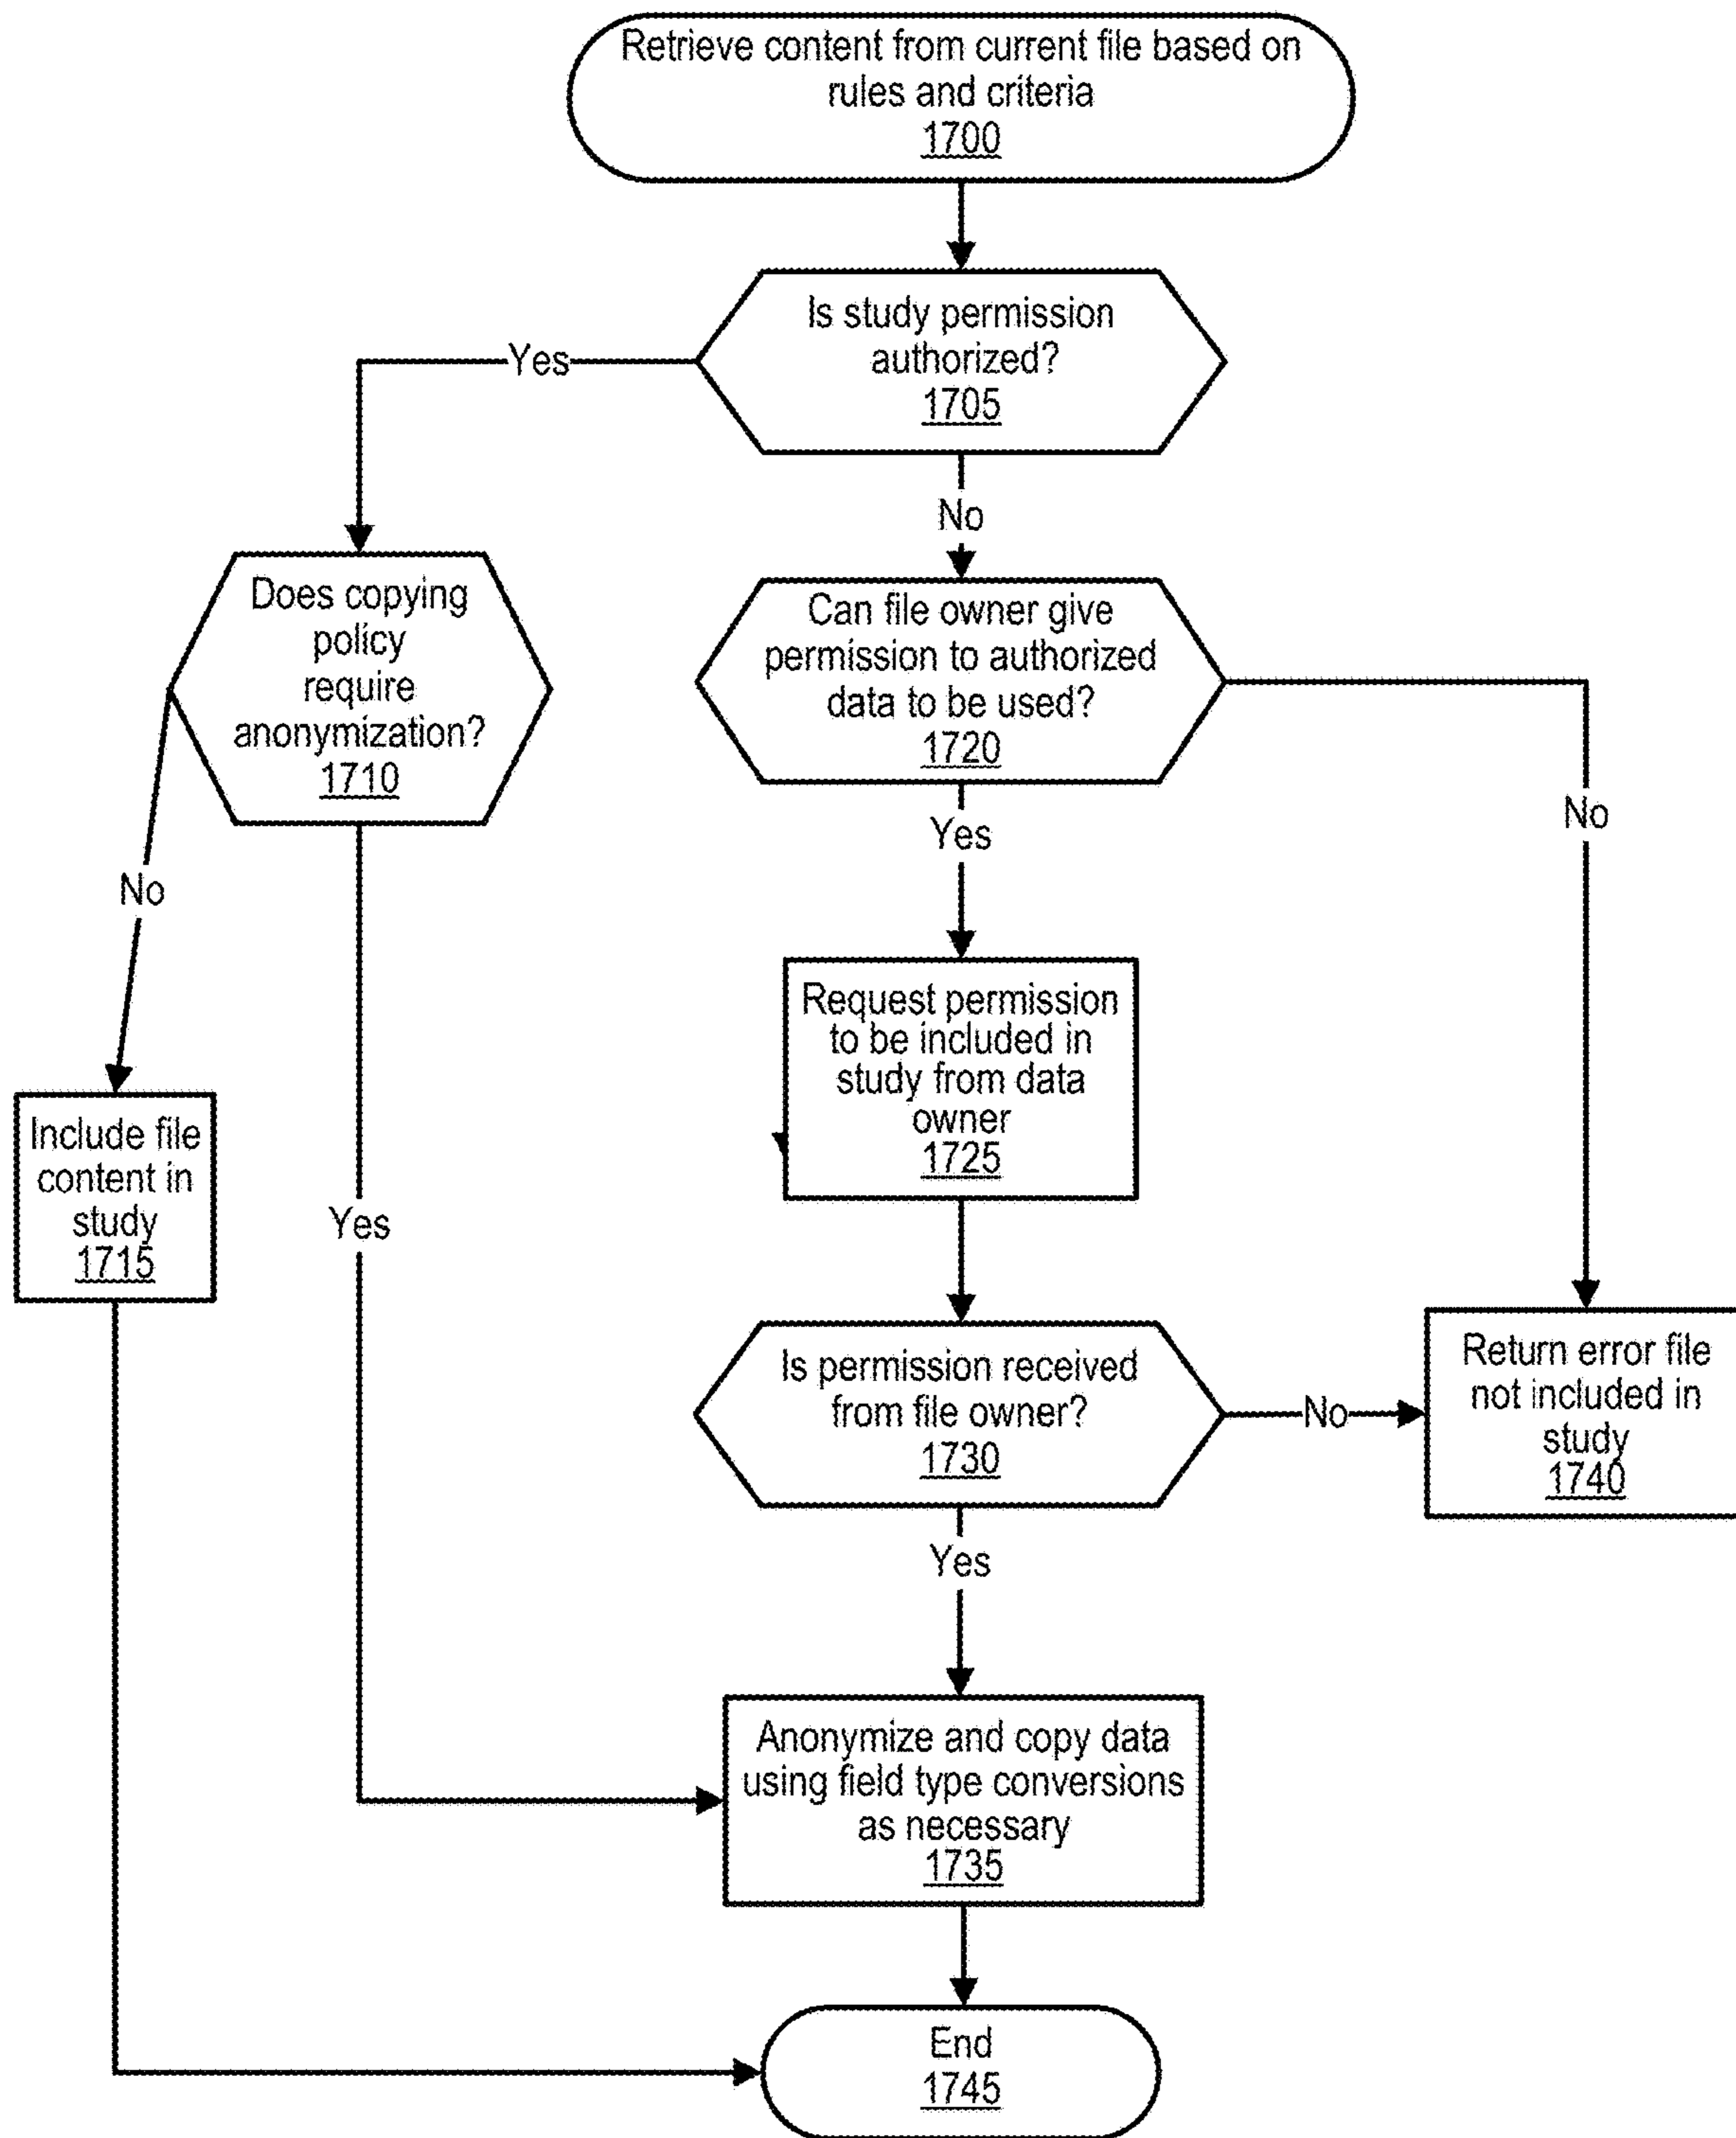 Retrieve content from current file based on
rules and criteria
1700
Is study permission
authorized?
1705
Yes
No
Does copying
policy
require
anonymization?
1710
Can file owner give
permission to authorized
data to be used?
1720
No
Yes
No
Request permission
to be included in
study from data
owner
1725
Include file
content in
study
1715
Yes
Is permission received
from file owner?
1730
No
Return error file
not included in
study
1740
Yes
Anonymize and copy data
using field type conversions
as necessary
1735
End
1745